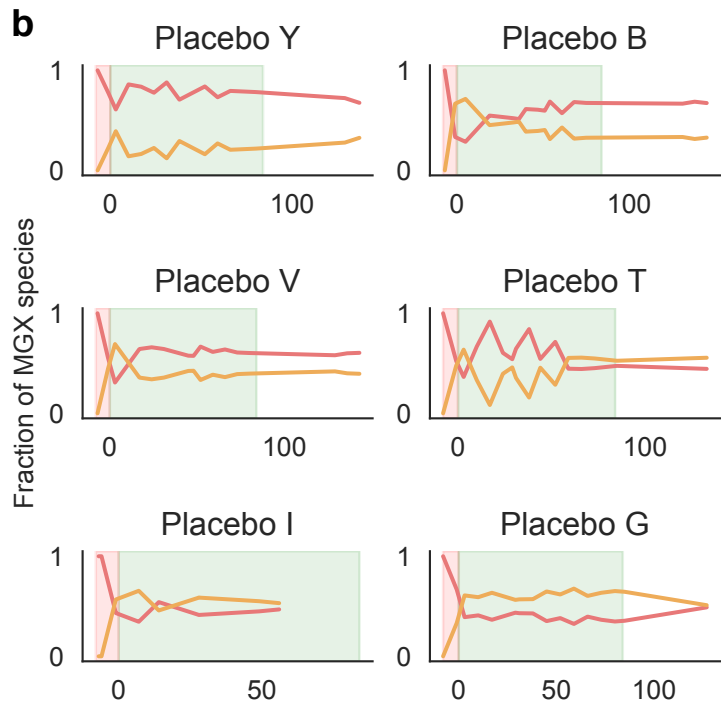 b
Fraction of MGX species
Placebo Y
1
0
0 100
Placebo B
1
0
0 100
Placebo V
1
0
0 100
Placebo T
1
0
0 100
Placebo I
1
0
0 50
Placebo G
1
0
0 50 100